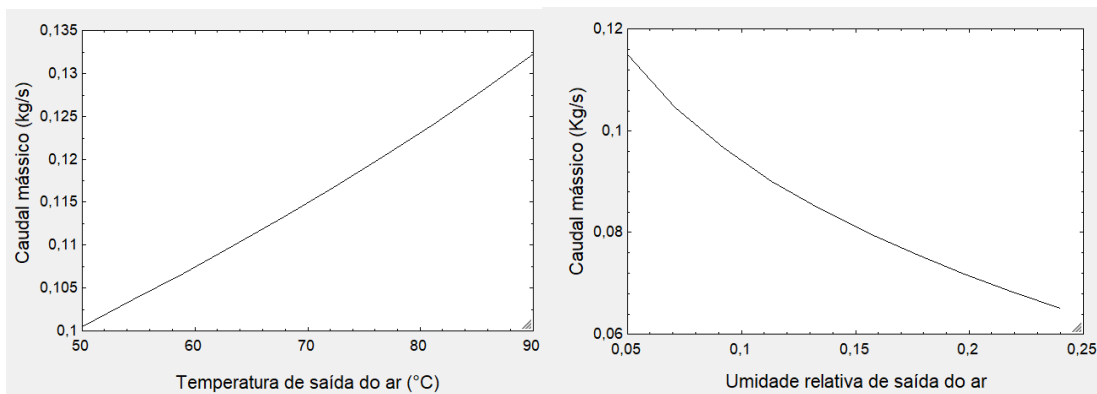 0,135
0,13
0,125
0,12
0,115
0,11
0,105
0,1
Caudal mássico (kg/s)
50 60 70 80 90
Temperatura de saída do ar (°C)
0,12
0,1
0,08
0,06
Caudal mássico (Kg/s)
0,05 0,1 0,15 0,2 0,25
Umidade relativa de saída do ar